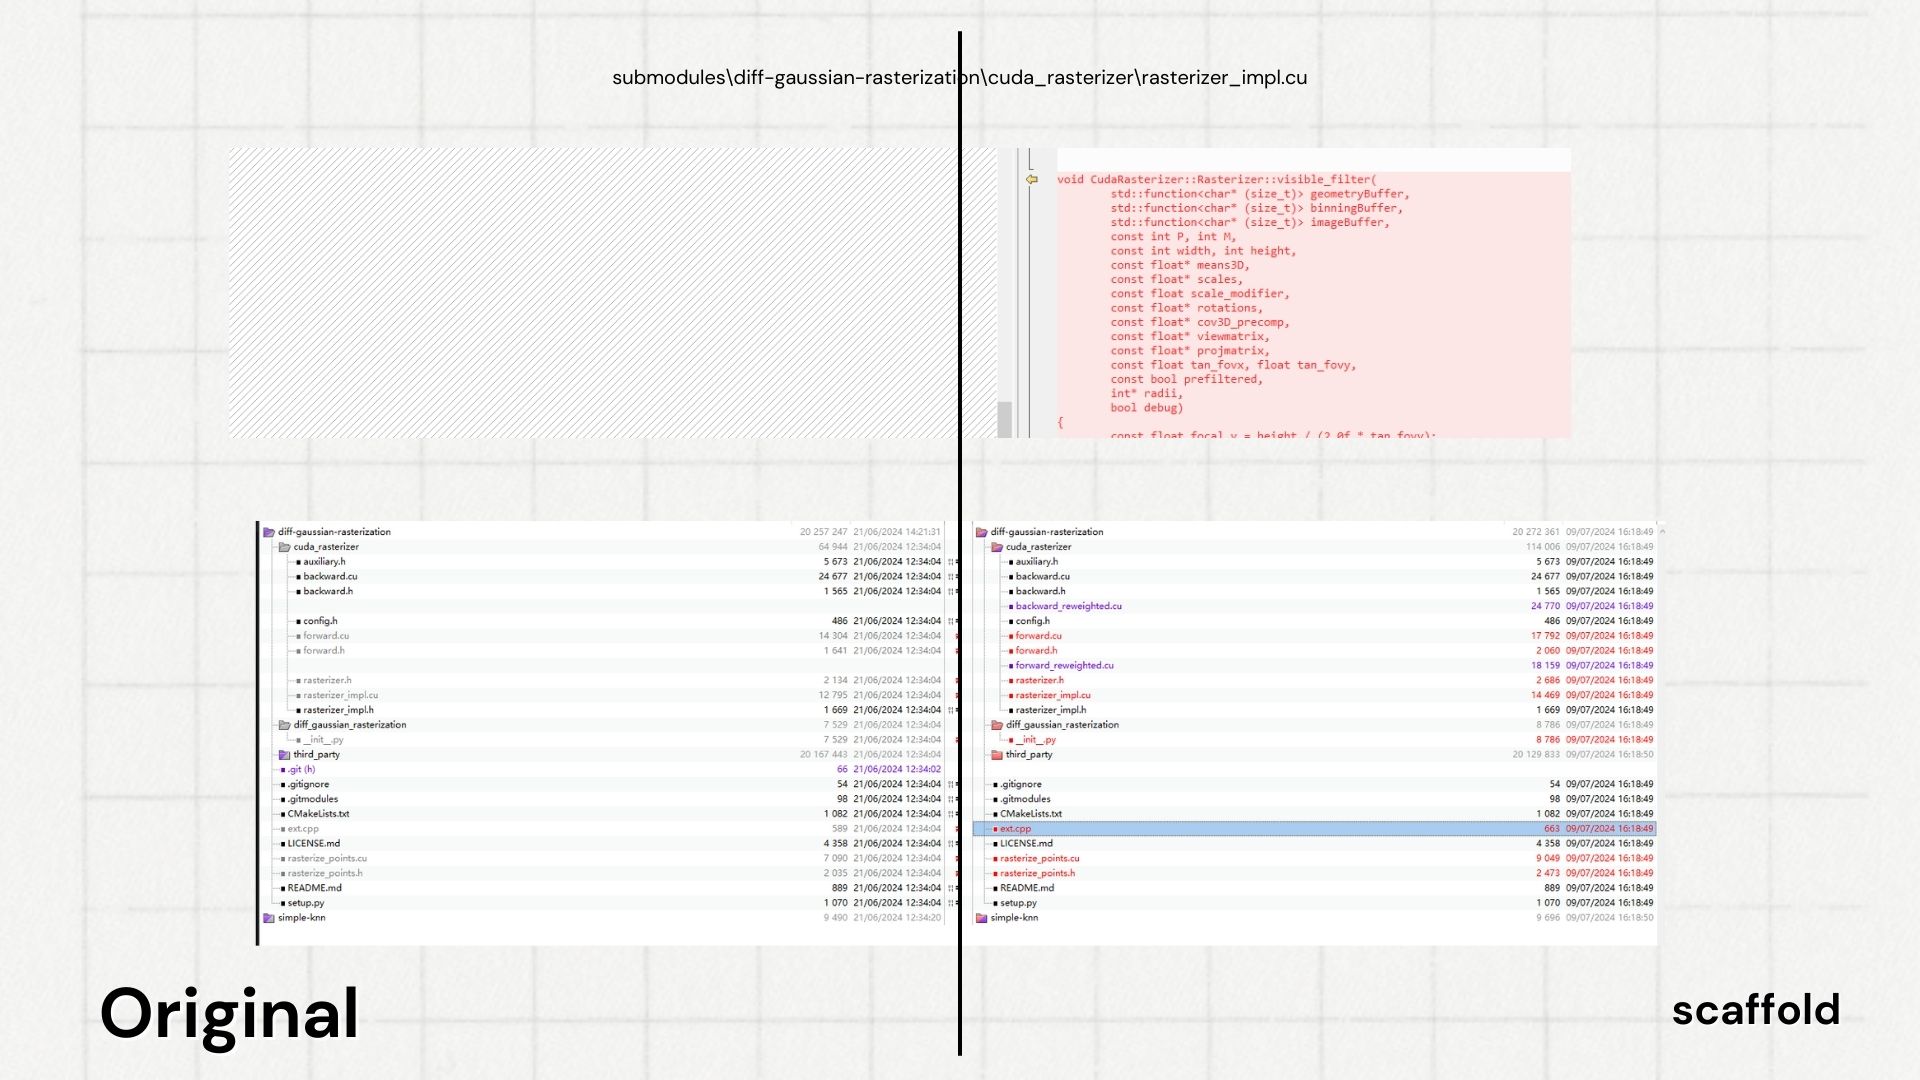 submodules\diff-gaussian-rasterization\cuda_rasterizer\rasterizer_impl.cu
void CudaRasterizer::Rasterizer::visible_filter(
std::function<char* (size_t)> geometryBuffer,
std::function<char* (size_t)> binningBuffer,
std::function<char* (size_t)> imageBuffer,
const int P, int M,
const int width, int height,
const float* means3D,
const float* scales,
const float scale_modifier,
const float* rotations,
const float* cov3D_precomp,
const float* viewmatrix,
const float* projmatrix,
const float tan_fovx, float tan_fovy,
const bool prefiltered,
int* radii,
bool debug)
{
const float focal_y = height / (2.0f * tan_fovy);
diff-gaussian-rasterization 20 257 247 21/06/2024 14:21:31
cuda_rasterizer 64 944 21/06/2024 12:34:04
auxiliary.h 5 673 21/06/2024 12:34:04
backward.cu 24 677 21/06/2024 12:34:04
backward.h 1 565 21/06/2024 12:34:04
config.h 486 21/06/2024 12:34:04
forward.cu 14 304 21/06/2024 12:34:04
forward.h 1 641 21/06/2024 12:34:04
rasterizer.h 2 134 21/06/2024 12:34:04
rasterizer_impl.cu 12 795 21/06/2024 12:34:04
rasterizer_impl.h 1 669 21/06/2024 12:34:04
diff_gaussian_rasterization 7 529 21/06/2024 12:34:04
__init__.py 7 529 21/06/2024 12:34:04
third_party 20 167 443 21/06/2024 12:34:04
.git (h) 66 21/06/2024 12:34:02
.gitignore 54 21/06/2024 12:34:04
.gitmodules 98 21/06/2024 12:34:04
CMakeLists.txt 1 082 21/06/2024 12:34:04
ext.cpp 589 21/06/2024 12:34:04
LICENSE.md 4 358 21/06/2024 12:34:04
rasterize_points.cu 7 090 21/06/2024 12:34:04
rasterize_points.h 2 035 21/06/2024 12:34:04
README.md 889 21/06/2024 12:34:04
setup.py 1 070 21/06/2024 12:34:04
simple-knn 9 490 21/06/2024 12:34:20
diff-gaussian-rasterization 20 272 361 09/07/2024 16:18:49
cuda_rasterizer 114 006 09/07/2024 16:18:49
auxiliary.h 5 673 09/07/2024 16:18:49
backward.cu 24 677 09/07/2024 16:18:49
backward.h 1 565 09/07/2024 16:18:49
backward_reweighted.cu 24 770 09/07/2024 16:18:49
config.h 486 09/07/2024 16:18:49
forward.cu 17 792 09/07/2024 16:18:49
forward.h 2 060 09/07/2024 16:18:49
forward_reweighted.cu 18 159 09/07/2024 16:18:49
rasterizer.h 2 686 09/07/2024 16:18:49
rasterizer_impl.cu 14 469 09/07/2024 16:18:49
rasterizer_impl.h 1 669 09/07/2024 16:18:49
diff_gaussian_rasterization 8 786 09/07/2024 16:18:49
__init__.py 8 786 09/07/2024 16:18:49
third_party 20 129 833 09/07/2024 16:18:50
.gitignore 54 09/07/2024 16:18:49
.gitmodules 98 09/07/2024 16:18:49
CMakeLists.txt 1 082 09/07/2024 16:18:49
ext.cpp 663 09/07/2024 16:18:49
LICENSE.md 4 358 09/07/2024 16:18:49
rasterize_points.cu 9 049 09/07/2024 16:18:49
rasterize_points.h 2 473 09/07/2024 16:18:49
README.md 889 09/07/2024 16:18:49
setup.py 1 070 09/07/2024 16:18:49
simple-knn 9 696 09/07/2024 16:18:50
Original
scaffold